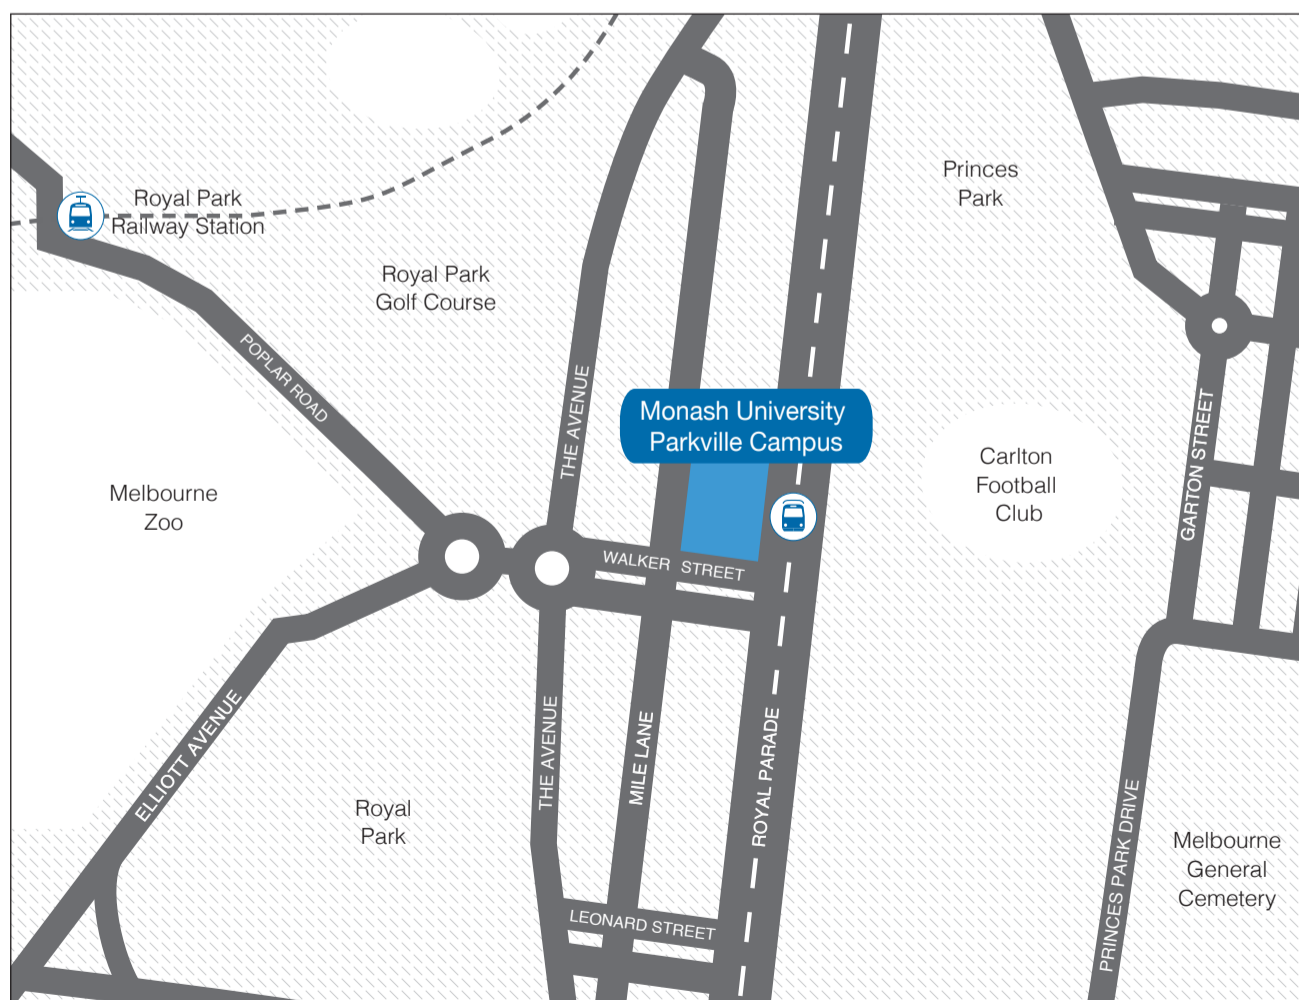 Princes
Park
Royal Park
Railway Station
Royal Park
Golf Course
POPLAR ROAD
THE AVENUE
Monash University
Parkville Campus
GARTON STREET
Carlton
Football
Club
Melbourne
Zoo
WALKER STREET
ELLIOTT AVENUE
THE AVENUE
MILE LANE
ROYAL PARADE
Royal
Park
PRINCES PARK DRIVE
Melbourne
General
Cemetery
LEONARD STREET